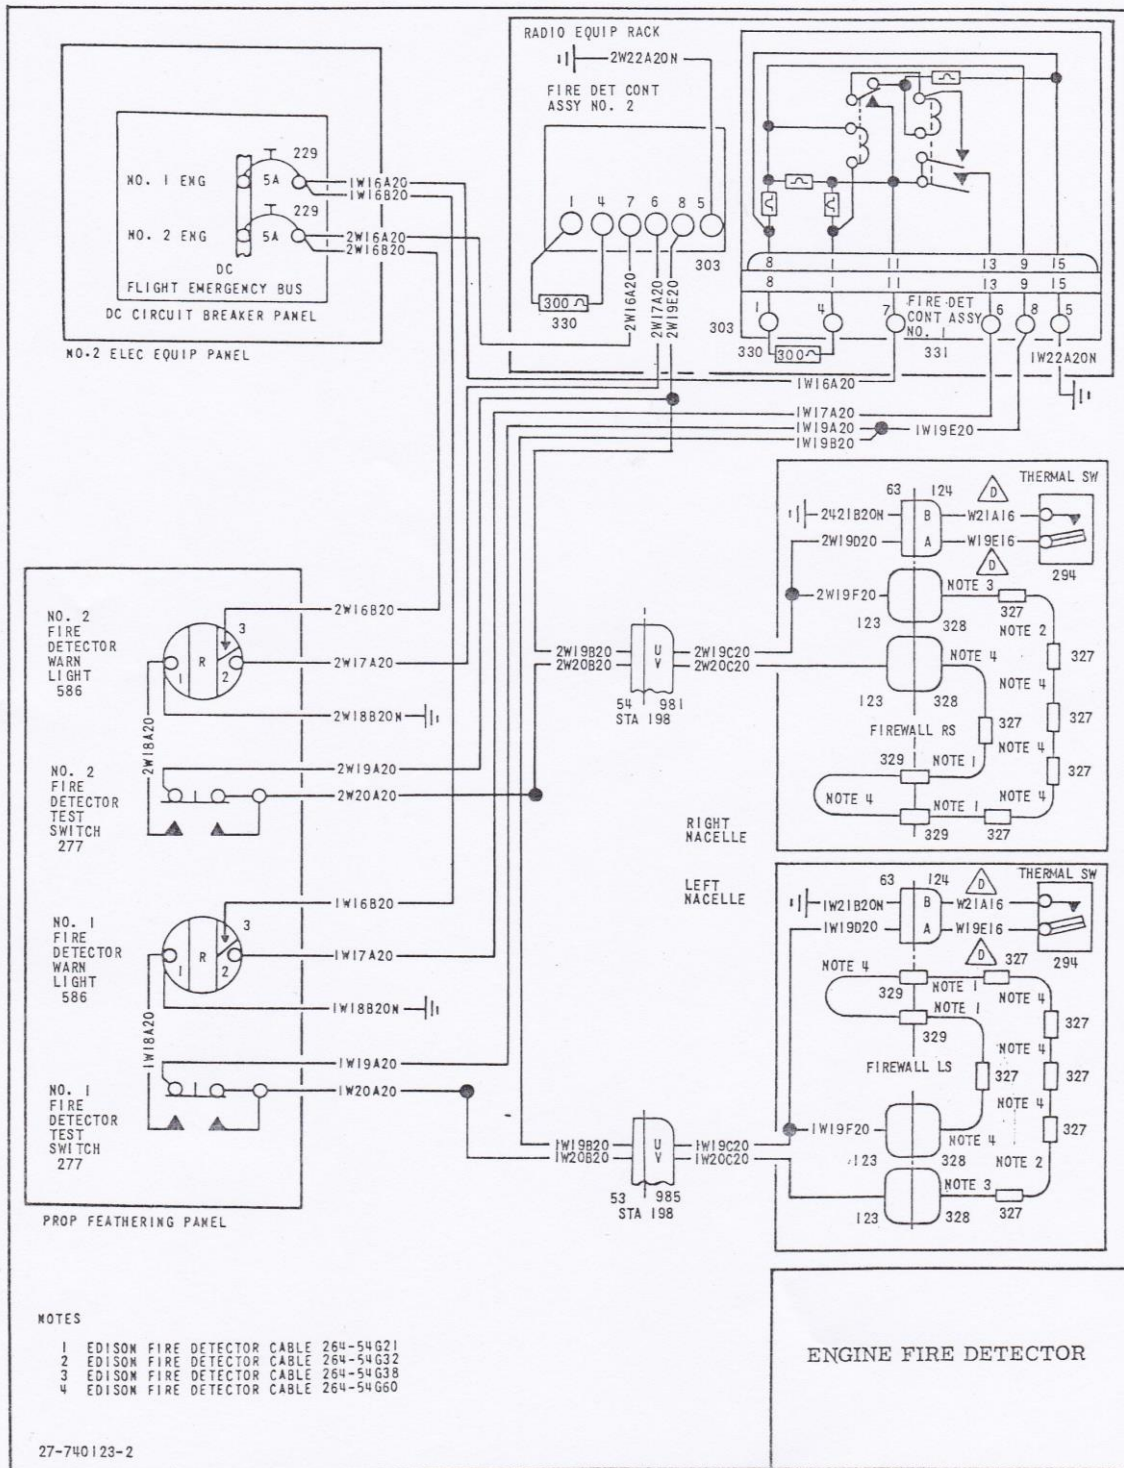 RADIO EQUIP RACK
2W22A20N
FIRE DET CONT
ASSY NO. 2
1 4 7 6 8 5
303
300
330
2W16A20
2W17A20
2W19E20
8 1 11 13 9 15
8 1 11 13 9 15
1 4 7 6 8 5
FIRE DET
CONT ASSY
NO. 1
303
330
300
331
1W22A20N
NO. 1 ENG
5A
229
NO. 2 ENG
5A
229
DC
FLIGHT EMERGENCY BUS
DC CIRCUIT BREAKER PANEL
NO.2 ELEC EQUIP PANEL
1W16A20
1W16B20
2W16A20
2W16B20
1W16A20
1W17A20
1W19A20
1W19B20
1W19E20
63 124
D
THERMAL SW
2421B20N
B
W21A16
2W19D20
A
W19E16
D
294
2W19F20
NOTE 3
327
123 328
NOTE 2
NOTE 4
327
NOTE 4
123 328
327
FIREWALL RS
327
NOTE 4
329
NOTE 1
327
NOTE 4
NOTE 4
NOTE 1
329
327
RIGHT
NACELLE
2W19B20
2W20B20
U
V
2W19C20
2W20C20
54 981
STA 198
NO. 2
FIRE
DETECTOR
WARN
LIGHT
586
1 R 2
3
2W16B20
2W17A20
2W18B20N
2W18A20
NO. 2
FIRE
DETECTOR
TEST
SWITCH
277
2W19A20
2W20A20
NO. 1
FIRE
DETECTOR
WARN
LIGHT
586
1 R 2
3
1W16B20
1W17A20
1W18B20N
1W18A20
NO. 1
FIRE
DETECTOR
TEST
SWITCH
277
1W19A20
1W20A20
PROP FEATHERING PANEL
LEFT
NACELLE
63 124
D
THERMAL SW
1W21B20N
B
W21A16
1W19D20
A
W19E16
D
327
294
NOTE 4
329
NOTE 1
NOTE 4
NOTE 1
327
329
NOTE 4
FIREWALL LS
327
327
NOTE 4
1W19F20
NOTE 4
327
123 328
NOTE 2
NOTE 3
123 328
327
1W19B20
1W20B20
U
V
1W19C20
1W20C20
53 985
STA 198
NOTES
1 EDISON FIRE DETECTOR CABLE 264-54G21
2 EDISON FIRE DETECTOR CABLE 264-54G32
3 EDISON FIRE DETECTOR CABLE 264-54G38
4 EDISON FIRE DETECTOR CABLE 264-54G60
27-740123-2
ENGINE FIRE DETECTOR